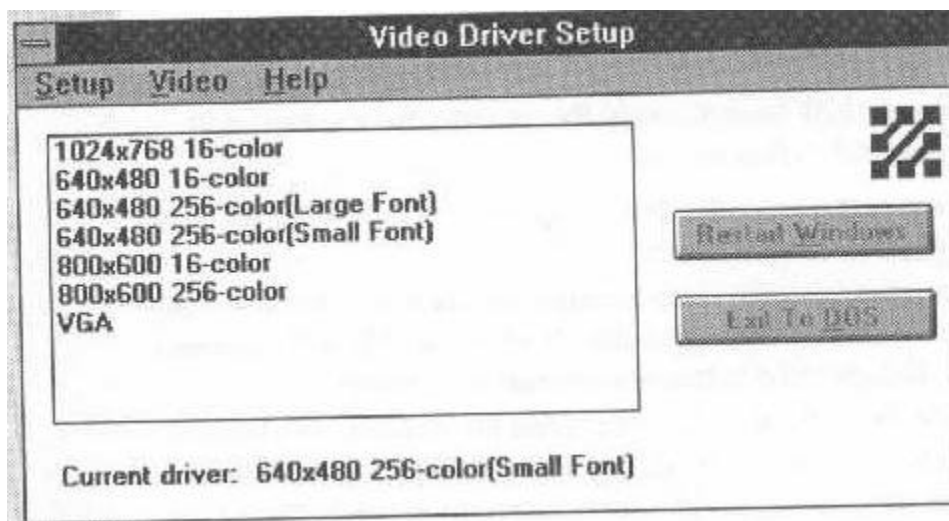 Video Driver Setup
Setup Video Help
1024x768 16-color
640x480 16-color
640x480 256-color(Large Font)
640x480 256-color(Small Font)
800x600 16-color
800x600 256-color
VGA
Restart Windows
Exit To DOS
Current driver: 640x480 256-color(Small Font)